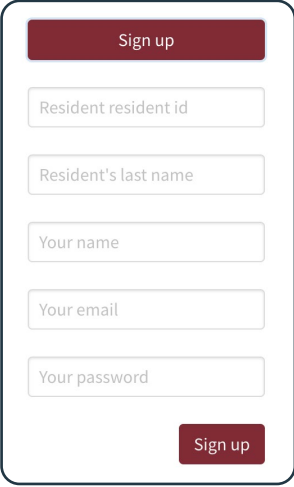 Sign up
Resident resident id
Resident's last name
Your name
Your email
Your password
Sign up